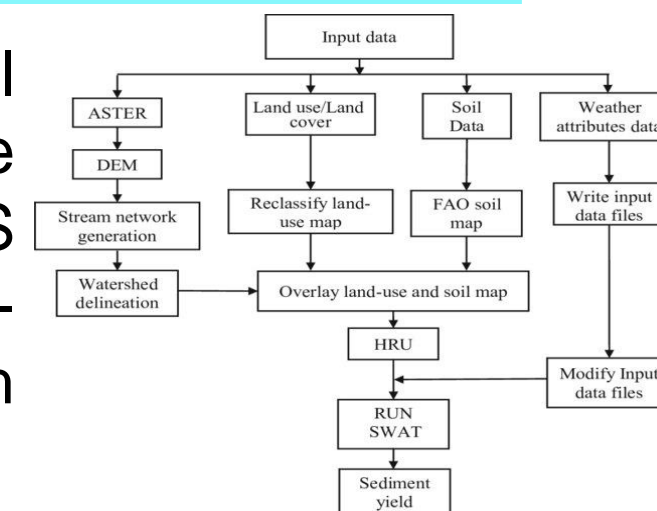 l
e
S
-
n
Input data
ASTER
Land use/Land
cover
Soil
Data
Weather
attributes data
DEM
Reclassify land-
use map
FAO soil
map
Write input
data files
Stream network
generation
Watershed
delineation
Overlay land-use and soil map
HRU
Modify Input
data files
RUN
SWAT
Sediment
yield